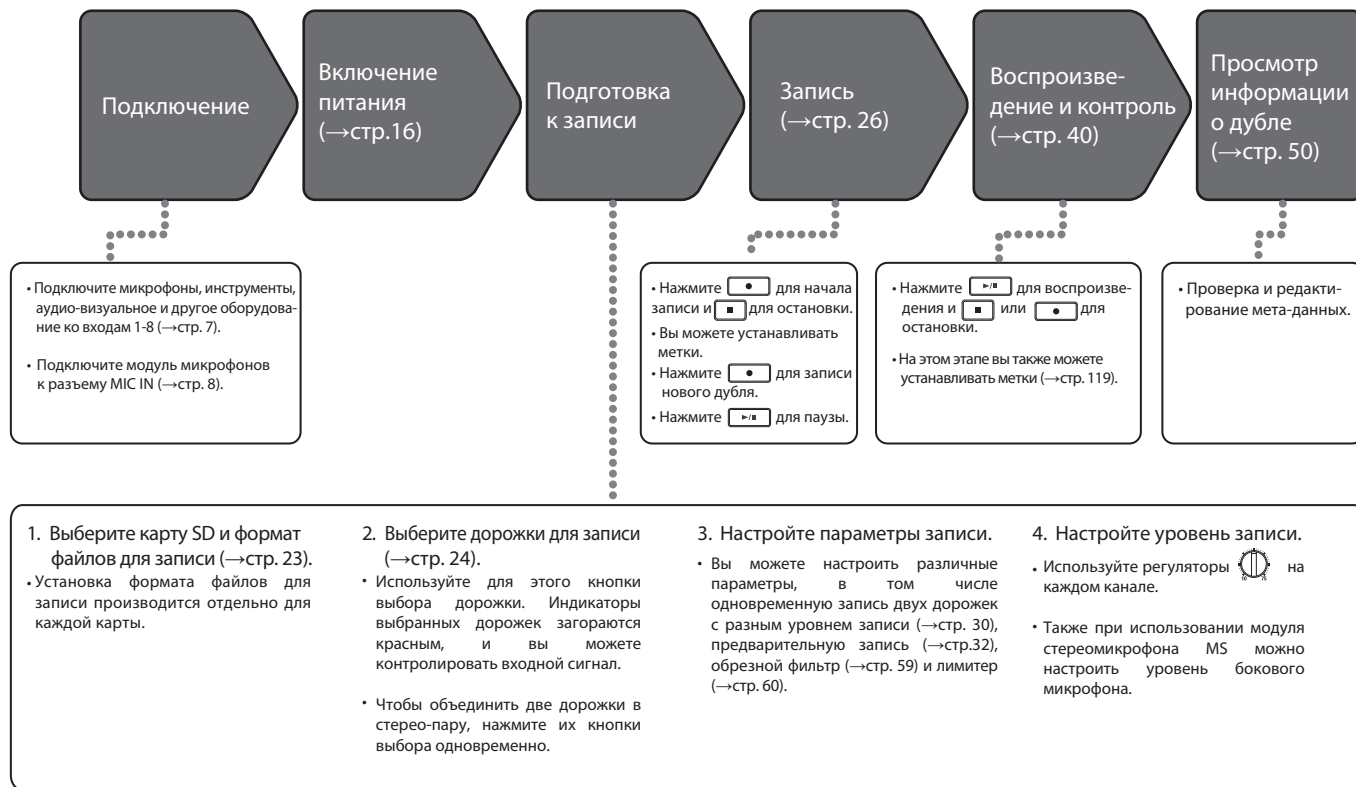 Подключение
Включение
питания
(→стр.16)
Подготовка
к записи
Запись
(→стр. 26)
Воспроизве-
дение и контроль
(→стр. 40)
Просмотр
информации
о дубле
(→стр. 50)
• Подключите микрофоны, инструменты,
аудио-визуальное и другое оборудова-
ние ко входам 1-8 (→стр. 7).
• Подключите модуль микрофонов
к разъему MIC IN (→стр. 8).
• Нажмите ● для начала
записи и ■ для остановки.
• Вы можете устанавливать
метки.
• Нажмите ● для записи
нового дубля.
• Нажмите ►/II для паузы.
• Нажмите ►/II для воспроизве-
дения и ■ или ● для
остановки.
• На этом этапе вы также можете
устанавливать метки (→стр. 119).
• Проверка и редакти-
рование мета-данных.
1. Выберите карту SD и формат
файлов для записи (→стр. 23).
• Установка формата файлов для
записи производится отдельно для
каждой карты.
2. Выберите дорожки для записи
(→стр. 24).
• Используйте для этого кнопки
выбора дорожки. Индикаторы
выбранных дорожек загораются
красным, и вы можете
контролировать входной сигнал.
• Чтобы объединить две дорожки в
стерео-пару, нажмите их кнопки
выбора одновременно.
3. Настройте параметры записи.
• Вы можете настроить различные
параметры, в том числе
одновременную запись двух дорожек
с разным уровнем записи (→стр. 30),
предварительную запись (→стр.32),
обрезной фильтр (→стр. 59) и лимитер
(→стр. 60).
4. Настройте уровень записи.
• Используйте регуляторы на
каждом канале.
• Также при использовании модуля
стереомикрофона MS можно
настроить уровень бокового
микрофона.